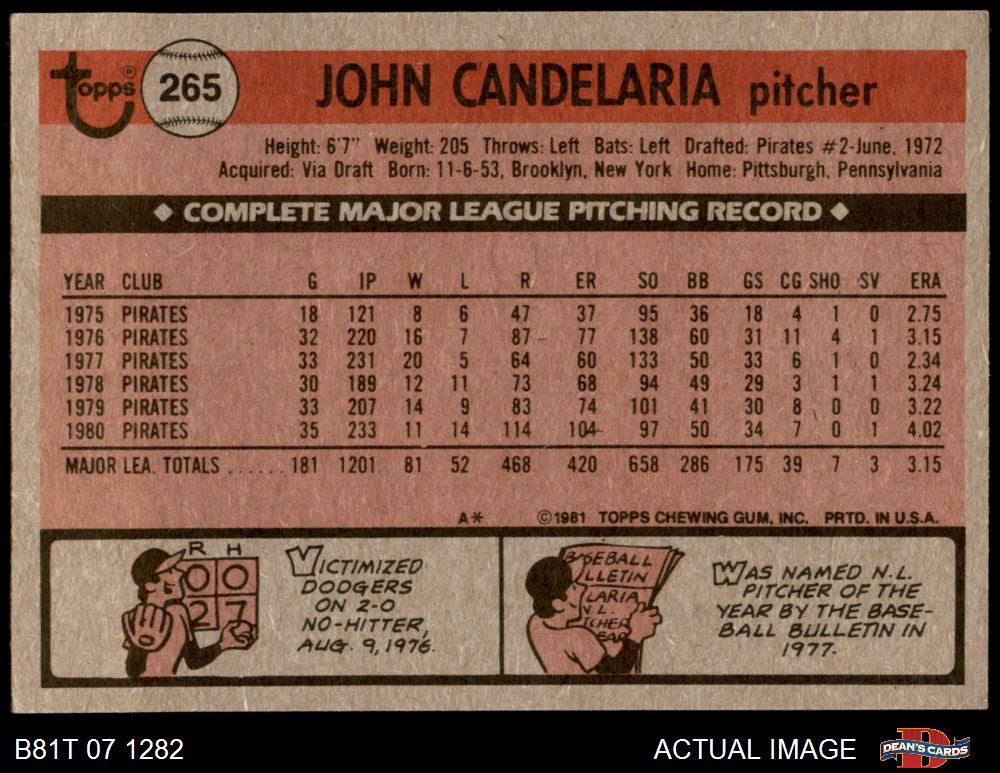 Topps 265 JOHN CANDELARIA pitcher
Height: 6'7" Weight: 205 Throws: Left Bats: Left Drafted: Pirates #2-June, 1972
Acquired: Via Draft Born: 11-6-53, Brooklyn, New York Home: Pittsburgh, Pennsylvania
◆ COMPLETE MAJOR LEAGUE PITCHING RECORD ◆
YEAR CLUB G IP W L R ER SO BB GS CG SHO SV ERA
1975 PIRATES 18 121 8 6 47 37 95 36 18 4 1 0 2.75
1976 PIRATES 32 220 16 7 87 77 138 60 31 11 4 1 3.15
1977 PIRATES 33 231 20 5 64 60 133 50 33 6 1 0 2.34
1978 PIRATES 30 189 12 11 73 68 94 49 29 3 1 1 3.24
1979 PIRATES 33 207 14 9 83 74 101 41 30 8 0 0 3.22
1980 PIRATES 35 233 11 14 114 104 97 50 34 7 0 1 4.02
MAJOR LEA. TOTALS ...... 181 1201 81 52 468 420 658 286 175 39 7 3 3.15
A* ©1981 TOPPS CHEWING GUM, INC. PRTD. IN U.S.A.
R H
0 0
2 7
VICTIMIZED
DODGERS
ON 2-0
NO-HITTER,
AUG. 9, 1976.
BASEBALL
LLETIN
LARIA
N.L.
TCHER
EAR
WAS NAMED N.L.
PITCHER OF THE
YEAR BY THE BASE-
BALL BULLETIN IN
1977.
B81T 07 1282 ACTUAL IMAGE DEAN'S CARDS